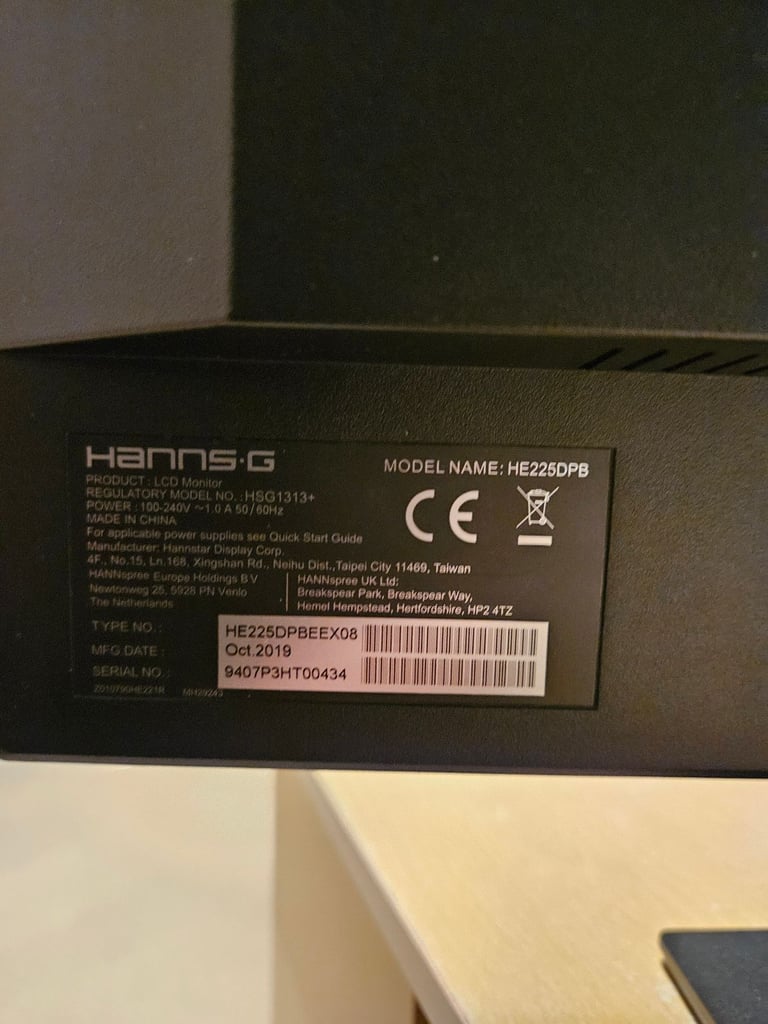 HANNS·G
MODEL NAME: HE225DPB
PRODUCT : LCD Monitor
REGULATORY MODEL NO. : HSG1313+
POWER : 100-240V ~1.0 A 50/60Hz
MADE IN CHINA
For applicable power supplies see Quick Start Guide
Manufacturer: Hannstar Display Corp.
4F., No.15, Ln.168, Xingshan Rd., Neihu Dist.,Taipei City 11469, Taiwan
HANNspree Europe Holdings B V
Newtonweg 25, 5928 PN Venlo
The Netherlands
HANNspree UK Ltd:
Breakspear Park, Breakspear Way,
Hemel Hempstead, Hertfordshire, HP2 4TZ
CE
TYPE NO.: HE225DPBEEX08
MFG DATE : Oct.2019
SERIAL NO.: 9407P3HT00434